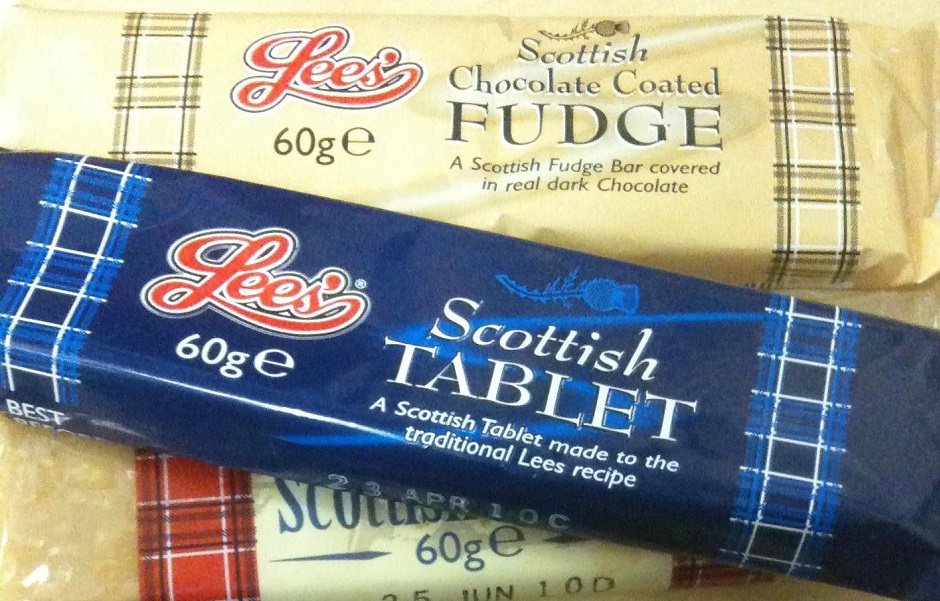 Lees'
60g e
Scottish
Chocolate Coated
FUDGE
A Scottish Fudge Bar covered
in real dark Chocolate
Lees'®
60g e
Scottish
TABLET
A Scottish Tablet made to the
traditional Lees recipe
BEST
23 APR 10C
Scottish
60g e
25 JUN 10D